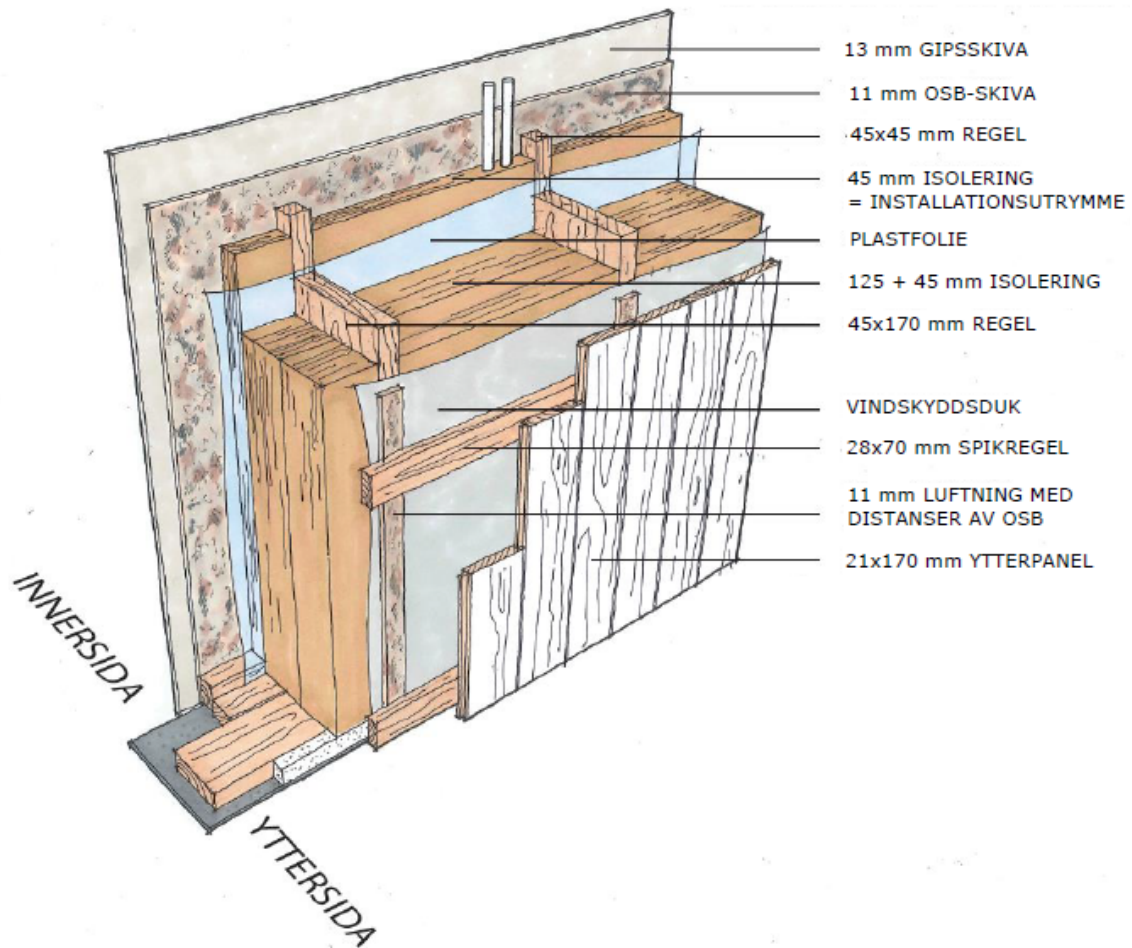 13 mm GIPSSKIVA
11 mm OSB-SKIVA
45x45 mm REGEL
45 mm ISOLERING
= INSTALLATIONSUTRYMME
PLASTFOLIE
125 + 45 mm ISOLERING
45x170 mm REGEL
VINDSKYDDSDUK
28x70 mm SPIKREGEL
11 mm LUFTNING MED
DISTANSER AV OSB
21x170 mm YTTERPANEL
INNERSIDA
YTTERSIDA